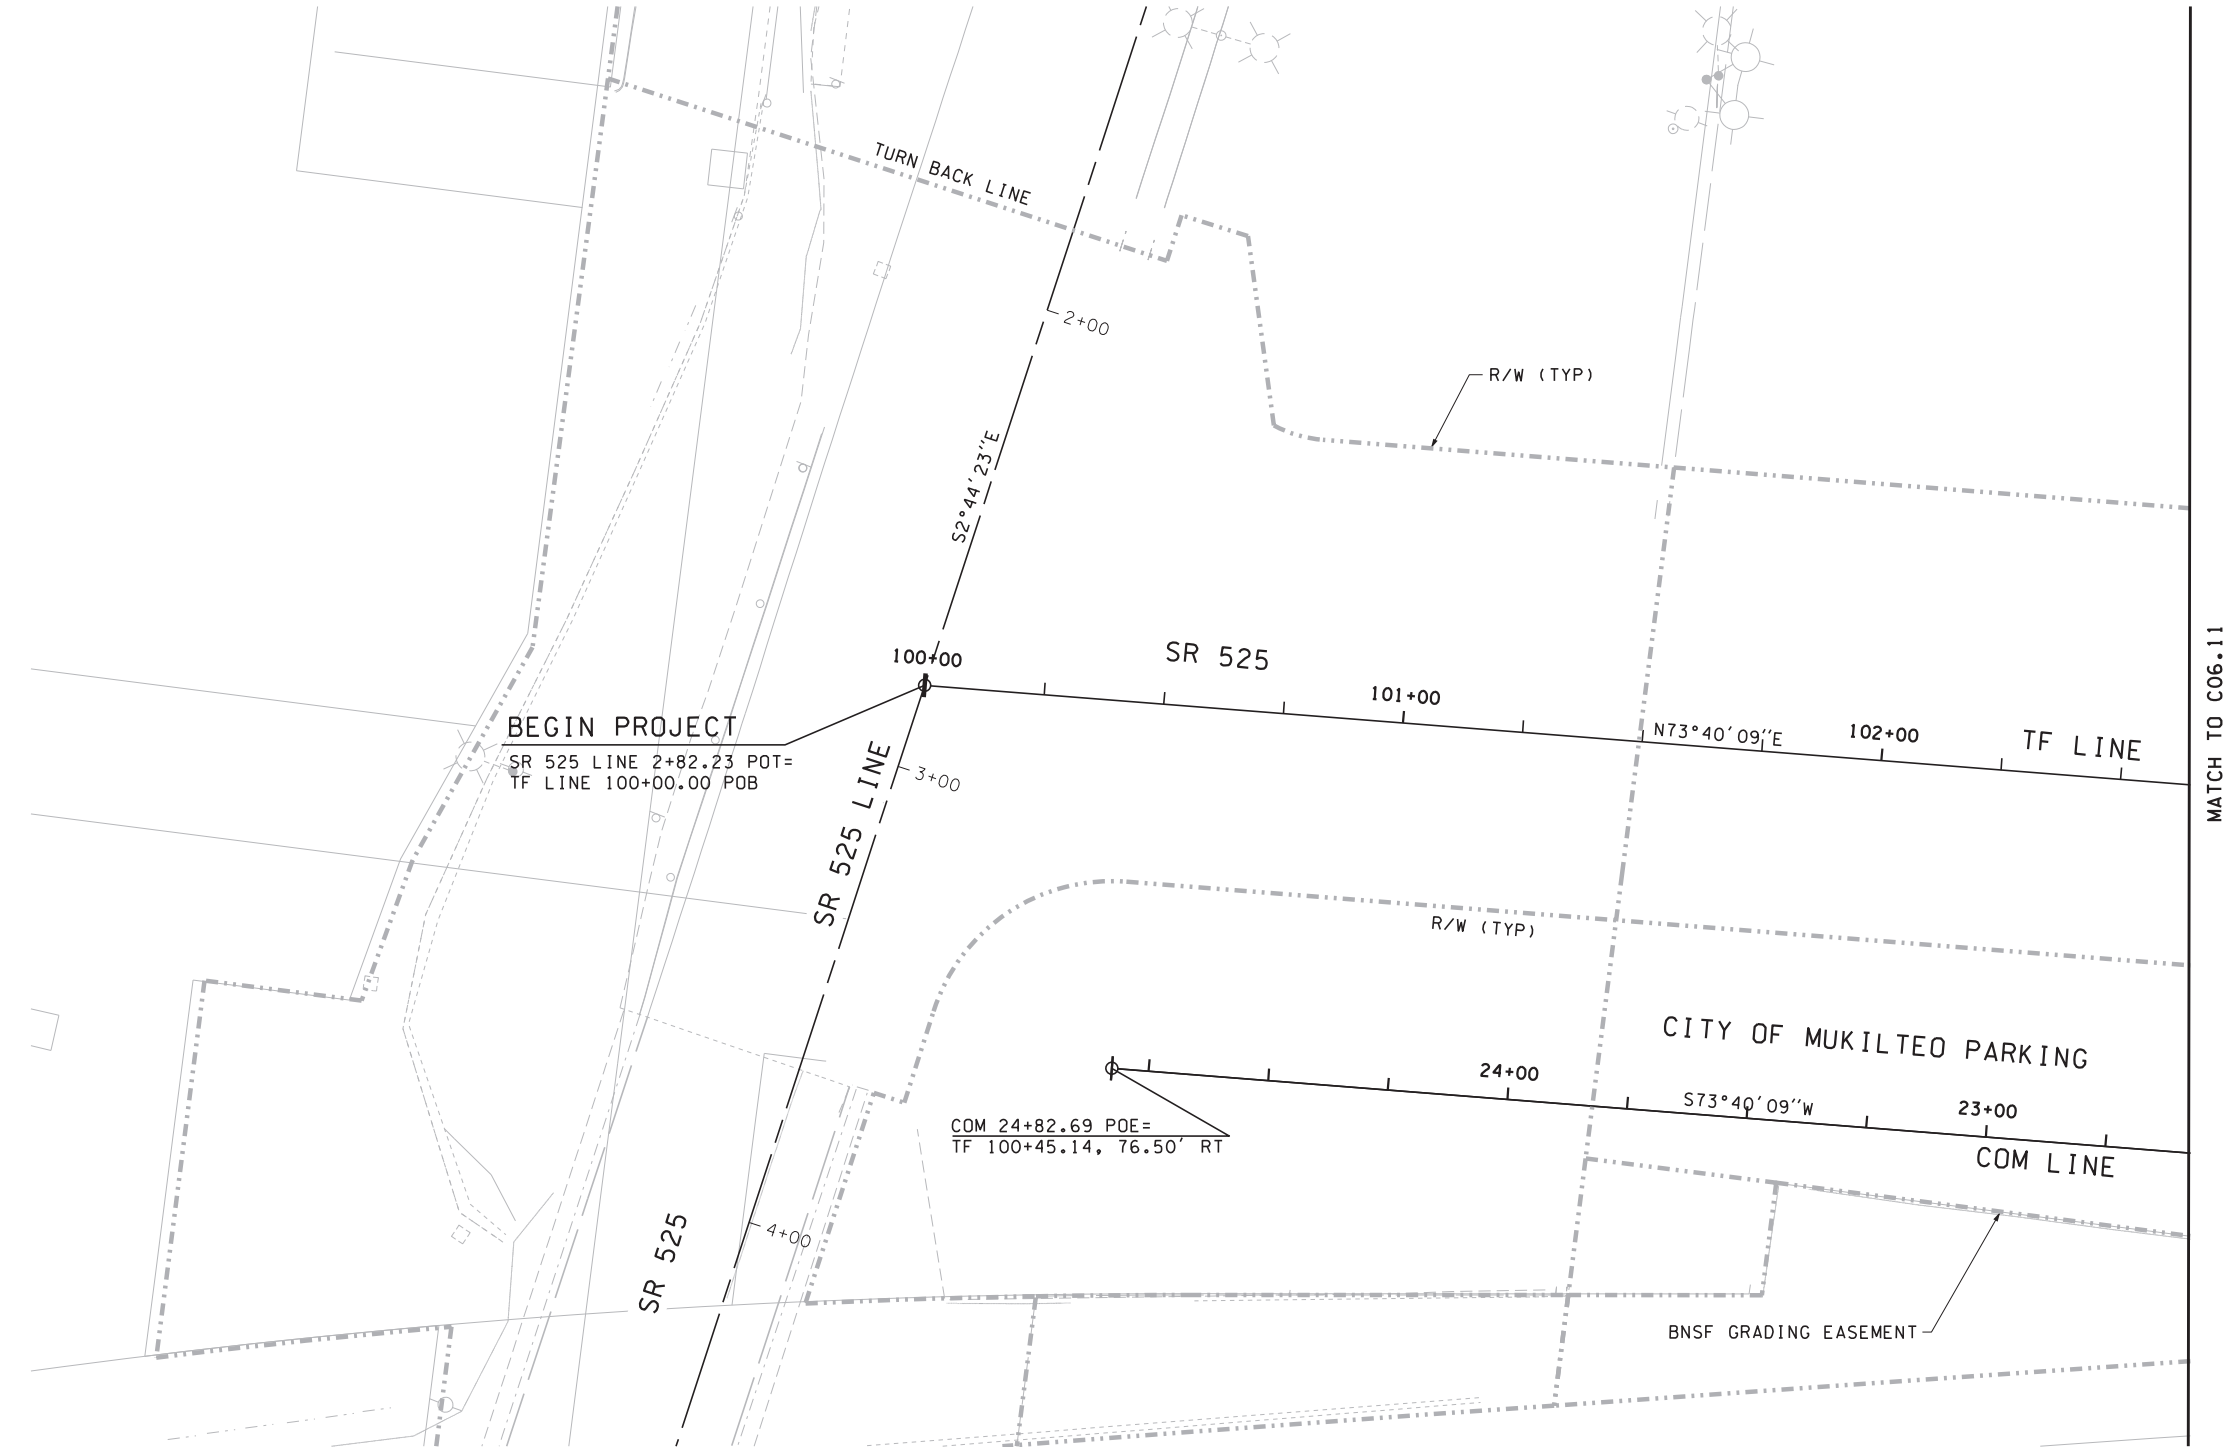 TURN BACK LINE
2+00
R/W (TYP)
S2°44'23"E
100+00
SR 525
101+00
N73°40'09"E
102+00
TF LINE
MATCH TO C06.11
BEGIN PROJECT
SR 525 LINE 2+82.23 POT=
TF LINE 100+00.00 POB
3+00
SR 525 LINE
R/W (TYP)
CITY OF MUKILTEO PARKING
24+00
S73°40'09"W
23+00
COM LINE
COM 24+82.69 POE=
TF 100+45.14, 76.50' RT
4+00
SR 525
BNSF GRADING EASEMENT